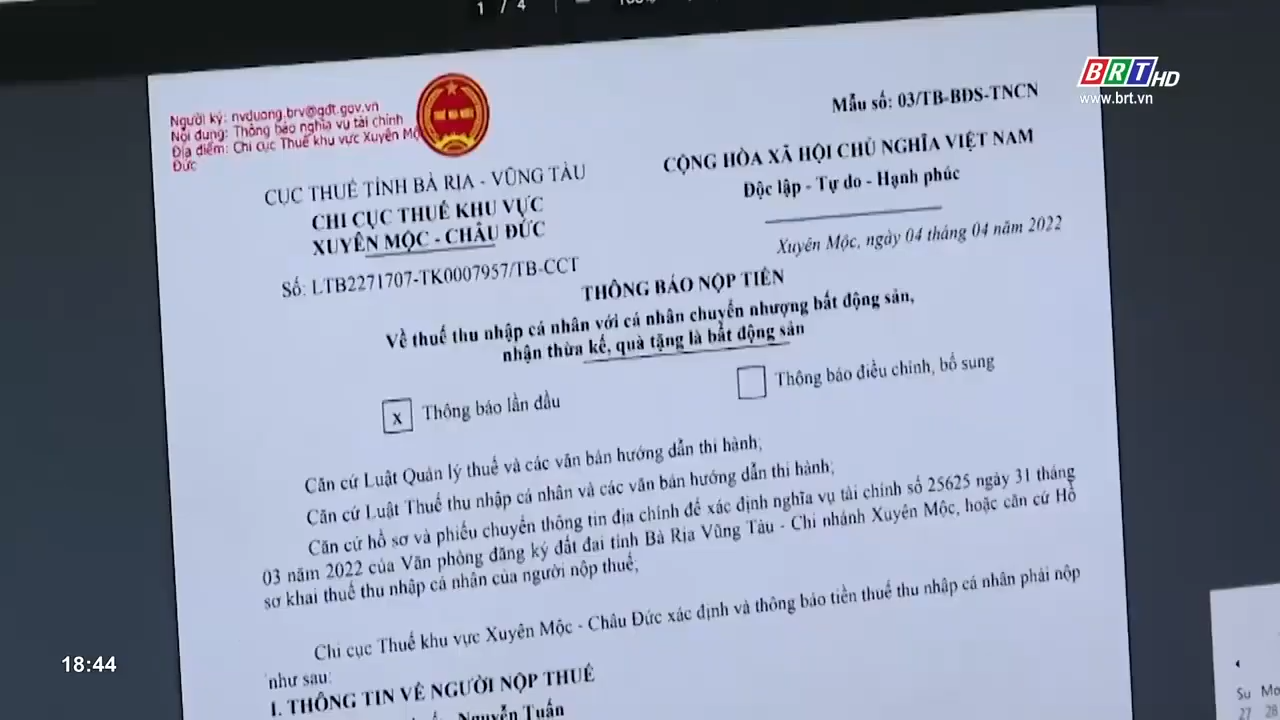 1 / 4
BRT HD
www.brt.vn
Người ký: nvduong.brv@gdt.gov.vn
Nội dung: Thông báo nghĩa vụ tài chính
Địa điểm: Chi cục Thuế khu vực Xuyên Mộc
Đức
Mẫu số: 03/TB-BĐS-TNCN
CỤC THUẾ TỈNH BÀ RỊA - VŨNG TÀU
CHI CỤC THUẾ KHU VỰC
XUYÊN MỘC - CHÂU ĐỨC
Số: LTB2271707-TK0007957/TB-CCT
CỘNG HÒA XÃ HỘI CHỦ NGHĨA VIỆT NAM
Độc lập - Tự do - Hạnh phúc
Xuyên Mộc, ngày 04 tháng 04 năm 2022
THÔNG BÁO NỘP TIỀN
Về thuế thu nhập cá nhân với cá nhân chuyển nhượng bất động sản,
nhận thừa kế, quà tặng là bất động sản
x Thông báo lần đầu
Thông báo điều chỉnh, bổ sung
Căn cứ Luật Quản lý thuế và các văn bản hướng dẫn thi hành;
Căn cứ Luật Thuế thu nhập cá nhân và các văn bản hướng dẫn thi hành;
Căn cứ hồ sơ và phiếu chuyển thông tin địa chính để xác định nghĩa vụ tài chính số 25625 ngày 31 tháng
03 năm 2022 của Văn phòng đăng ký đất đai tỉnh Bà Rịa Vũng Tàu - Chi nhánh Xuyên Mộc, hoặc căn cứ Hồ
sơ khai thuế thu nhập cá nhân của người nộp thuế;
Chi cục Thuế khu vực Xuyên Mộc - Châu Đức xác định và thông báo tiền thuế thu nhập cá nhân phải nộp
như sau:
I. THÔNG TIN VỀ NGƯỜI NỘP THUẾ
Nguyễn Tuấn
18:44
Su Mo
27 28